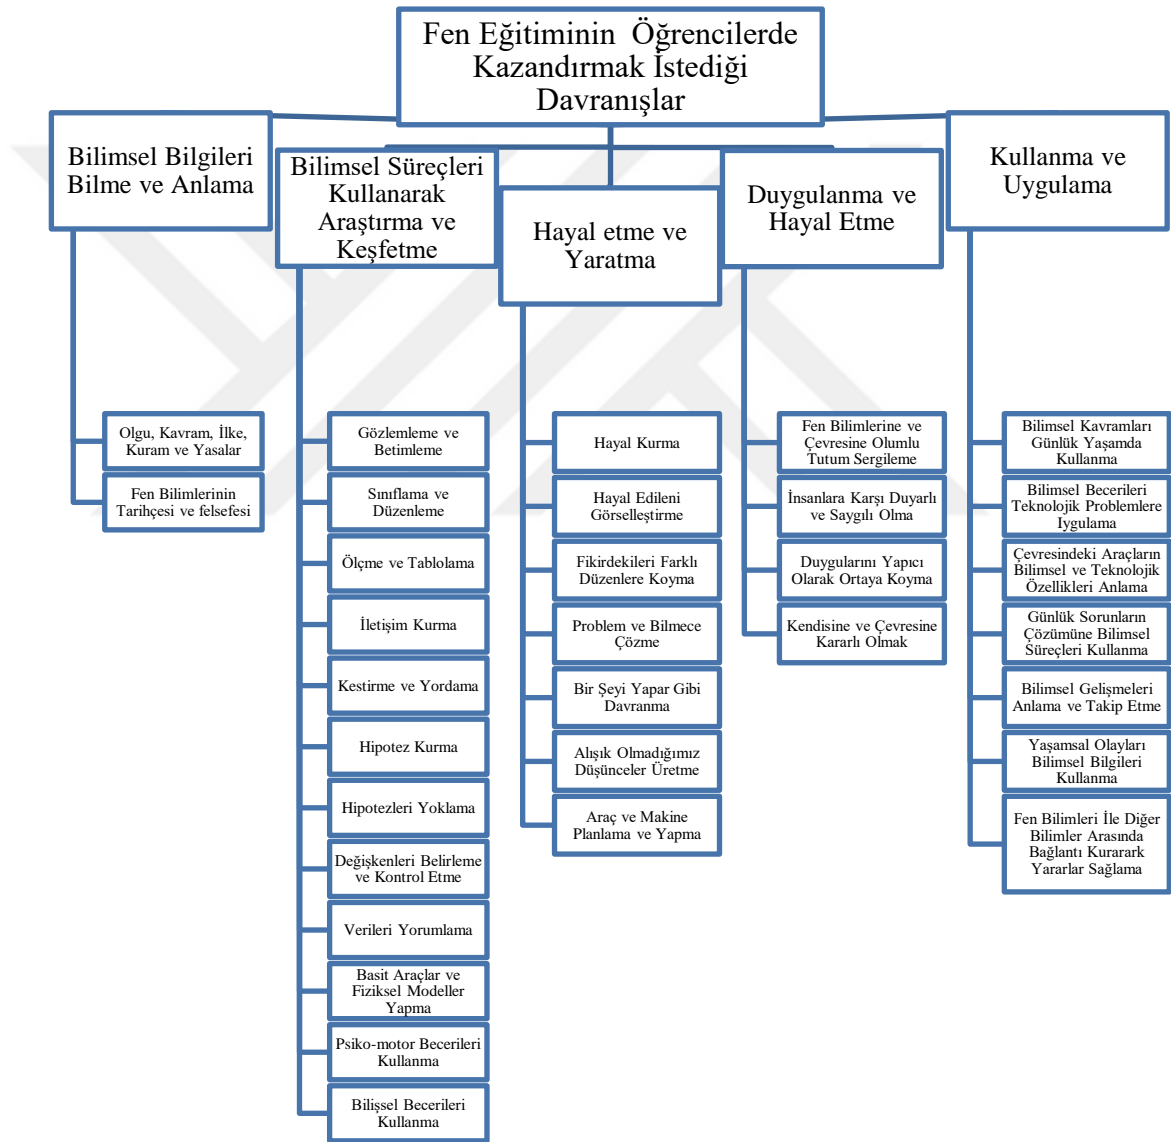 Fen Eğitiminin Öğrencilerde
Kazandırmak İstediği
Davranışlar
Bilimsel Bilgileri
Bilme ve Anlama
Olgu, Kavram, İlke,
Kuram ve Yasalar
Fen Bilimlerinin
Tarihçesi ve felsefesi
Bilimsel Süreçleri
Kullanarak
Araştırma ve
Keşfetme
Gözlemleme ve
Betimleme
Sınıflama ve
Düzenleme
Ölçme ve Tablolama
İletişim Kurma
Kestirme ve Yordama
Hipotez Kurma
Hipotezleri Yoklama
Değişkenleri Belirleme
ve Kontrol Etme
Verileri Yorumlama
Basit Araçlar ve
Fiziksel Modeller
Yapma
Psiko-motor Becerileri
Kullanma
Bilişsel Becerileri
Kullanma
Hayal etme ve
Yaratma
Hayal Kurma
Hayal Edileni
Görselleştirme
Fikirdekileri Farklı
Düzenlere Koyma
Problem ve Bilmece
Çözme
Bir Şeyi Yapar Gibi
Davranma
Alışık Olmadığımız
Düşünceler Üretme
Araç ve Makine
Planlama ve Yapma
Duygulanma ve
Hayal Etme
Fen Bilimlerine ve
Çevresine Olumlu
Tutum Sergileme
İnsanlara Karşı Duyarlı
ve Saygılı Olma
Duygularını Yapıcı
Olarak Ortaya Koyma
Kendisine ve Çevresine
Kararlı Olmak
Kullanma ve
Uygulama
Bilimsel Kavramları
Günlük Yaşamda
Kullanma
Bilimsel Becerileri
Teknolojik Problemlere
Iygulama
Çevresindeki Araçların
Bilimsel ve Teknolojik
Özellikleri Anlama
Günlük Sorunların
Çözümüne Bilimsel
Süreçleri Kullanma
Bilimsel Gelişmeleri
Anlama ve Takip Etme
Yaşamsal Olayları
Bilimsel Bilgileri
Kullanma
Fen Bilimleri İle Diğer
Bilimler Arasında
Bağlantı Kurarark
Yararlar Sağlama